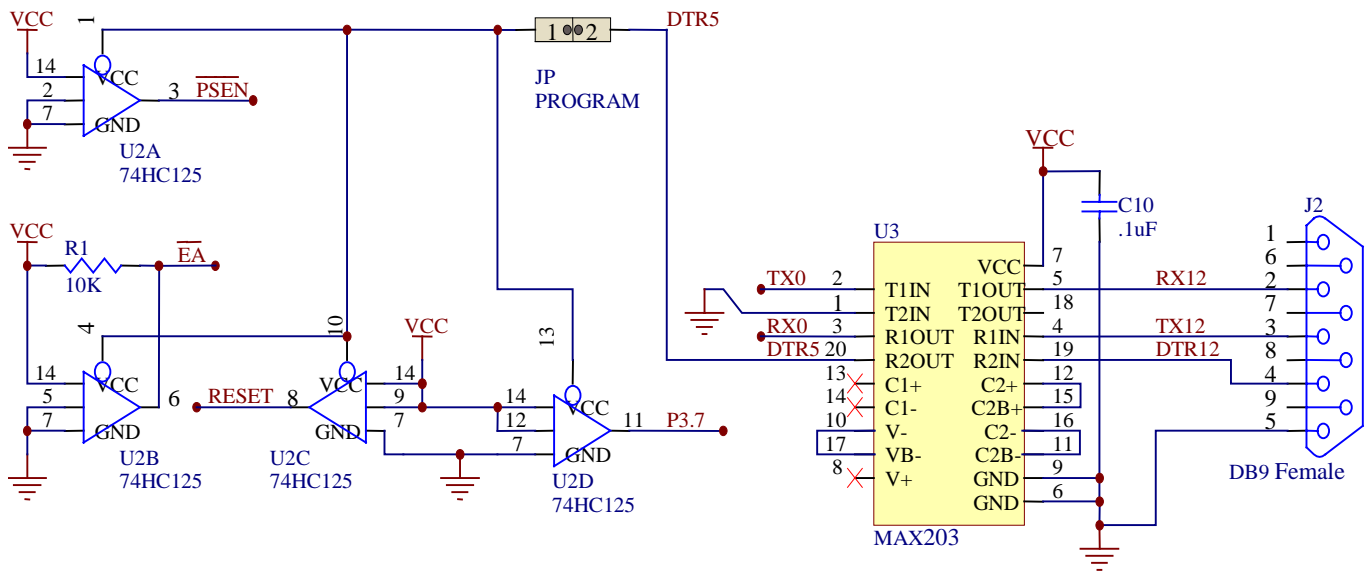 VCC
1
14
VCC
2
3
PSEN
7
GND
U2A
74HC125
1 2
DTR5
JP
PROGRAM
VCC
R1
10K
EA
4
14
VCC
5
6
7
GND
U2B
74HC125
10
VCC
VCC
14
RESET
8
9
7
GND
U2C
74HC125
13
14
VCC
12
11
P3.7
7
GND
U2D
74HC125
VCC
C10
.1uF
U3
VCC
7
TX0
2
T1IN
T1OUT
5
RX12
1
T2IN
T2OUT
18
RX0
3
R1OUT
R1IN
4
TX12
DTR5
20
R2OUT
R2IN
19
DTR12
13
C1+
C2+
12
14
C1-
C2B+
15
10
V-
C2-
16
17
VB-
C2B-
11
8
V+
GND
9
GND
6
MAX203
J2
1
6
2
7
3
8
4
9
5
DB9 Female